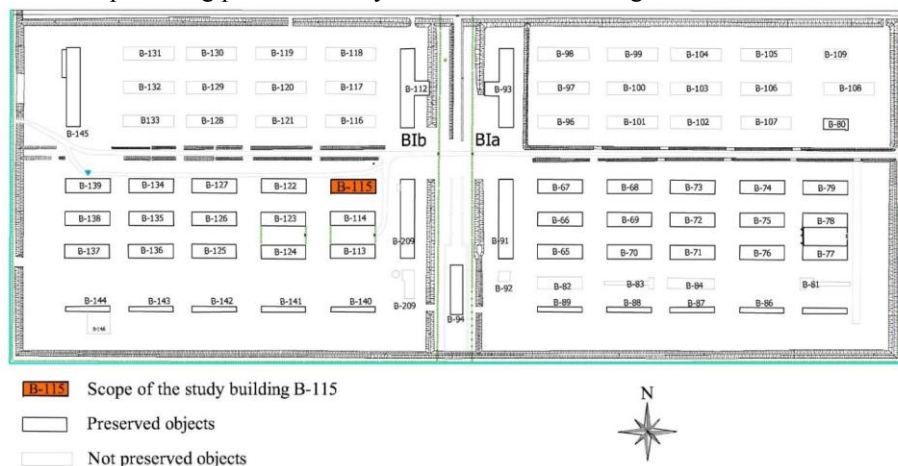 B-131 B-130 B-119 B-118 B-98 B-99 B-104 B-105 B-109
B-132 B-129 B-120 B-117 B-112 B-93 B-97 B-100 B-103 B-106 B-108
B-145 B133 B-128 B-121 B-116 B-96 B-101 B-102 B-107 B-80
BIb BIa
B-139 B-134 B-127 B-122 B-115 B-67 B-68 B-73 B-74 B-79
B-138 B-135 B-126 B-123 B-114 B-66 B-69 B-72 B-75 B-78
B-137 B-136 B-125 B-124 B-113 B-209 B-91 B-65 B-70 B-71 B-76 B-77
B-92 B-82 B-83 B-84 B-81
B-144 B-143 B-142 B-141 B-140 B-209 B-94 B-89 B-88 B-87 B-86
B-115 Scope of the study building B-115
N
Preserved objects
Not preserved objects